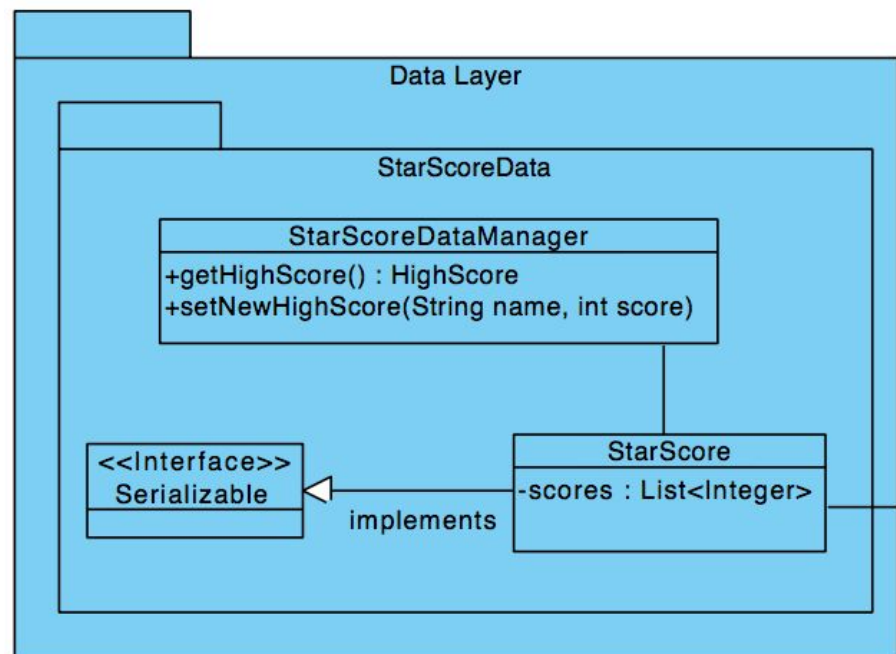 Data Layer
StarScoreData
StarScoreDataManager
+getHighScore() : HighScore
+setNewHighScore(String name, int score)
<<Interface>>
Serializable
implements
StarScore
-scores : List<Integer>